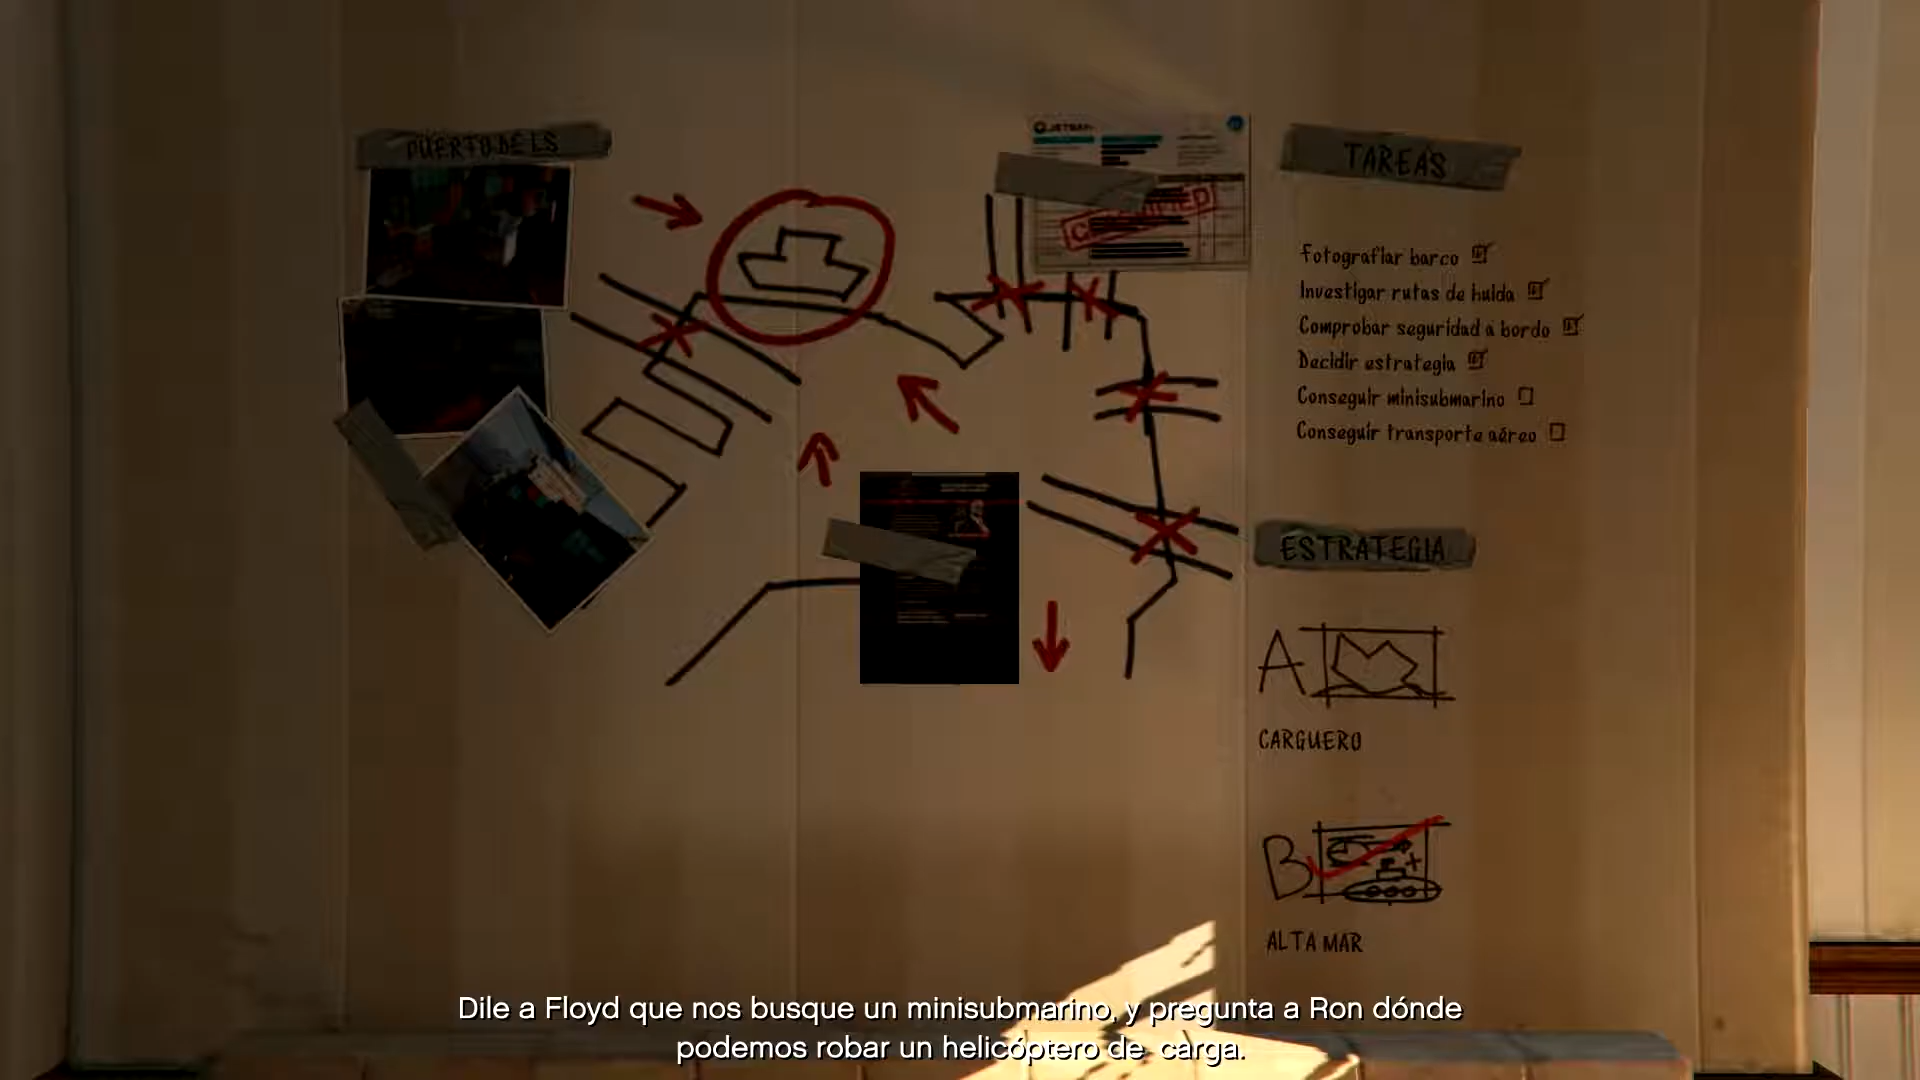 PUERTO DE LS
JETSAM
TAREAS
Fotografiar barco
Investigar rutas de huida
Comprobar seguridad a bordo
Decidir estrategia
Conseguir minisubmarino
Conseguir transporte aéreo
ESTRATEGIA
A
CARGUERO
B
ALTA MAR
Dile a Floyd que nos busque un minisubmarino, y pregunta a Ron dónde
podemos robar un helicóptero de carga.